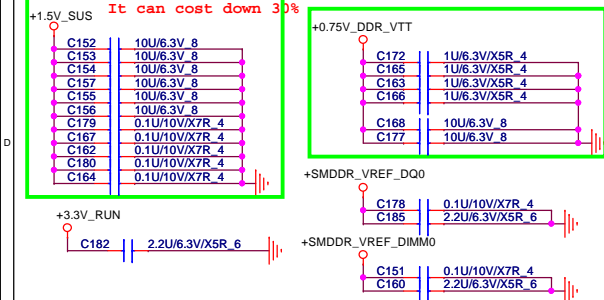 It can cost down 30%
+1.5V_SUS
C152 10U/6.3V_8
C153 10U/6.3V_8
C154 10U/6.3V_8
C157 10U/6.3V_8
C155 10U/6.3V_8
C156 10U/6.3V_8
C179 0.1U/10V/X7R_4
C167 0.1U/10V/X7R_4
C162 0.1U/10V/X7R_4
C180 0.1U/10V/X7R_4
C164 0.1U/10V/X7R_4
D
+3.3V_RUN
C182 2.2U/6.3V/X5R_6
+0.75V_DDR_VTT
C172 1U/6.3V/X5R_4
C165 1U/6.3V/X5R_4
C163 1U/6.3V/X5R_4
C166 1U/6.3V/X5R_4
C168 10U/6.3V_8
C177 10U/6.3V_8
+SMDDR_VREF_DQ0
C178 0.1U/10V/X7R_4
C185 2.2U/6.3V/X5R_6
+SMDDR_VREF_DIMM0
C151 0.1U/10V/X7R_4
C160 2.2U/6.3V/X5R_6